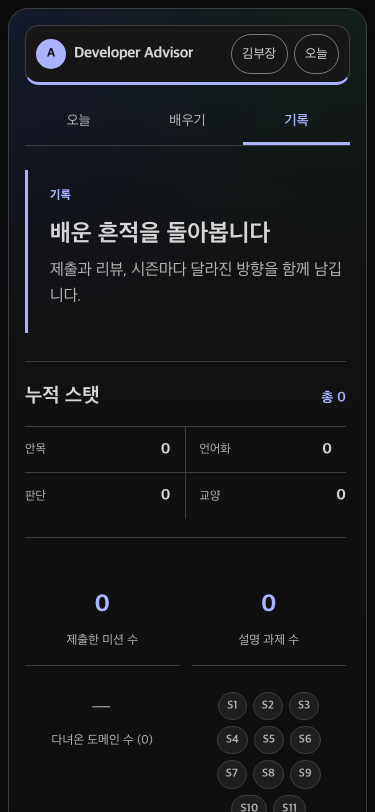 A Developer Advisor 김부장 오늘
오늘 배우기 기록
기록
배운 흔적을 돌아봅니다
제출과 리뷰, 시즌마다 달라진 방향을 함께 남깁
니다.
누적 스탯 총 0
안목 0 언어화 0
판단 0 교양 0
0 0
제출한 미션 수 설명 과제 수
—
다녀온 도메인 수 (0)
S1 S2 S3
S4 S5 S6
S7 S8 S9
S10 S11